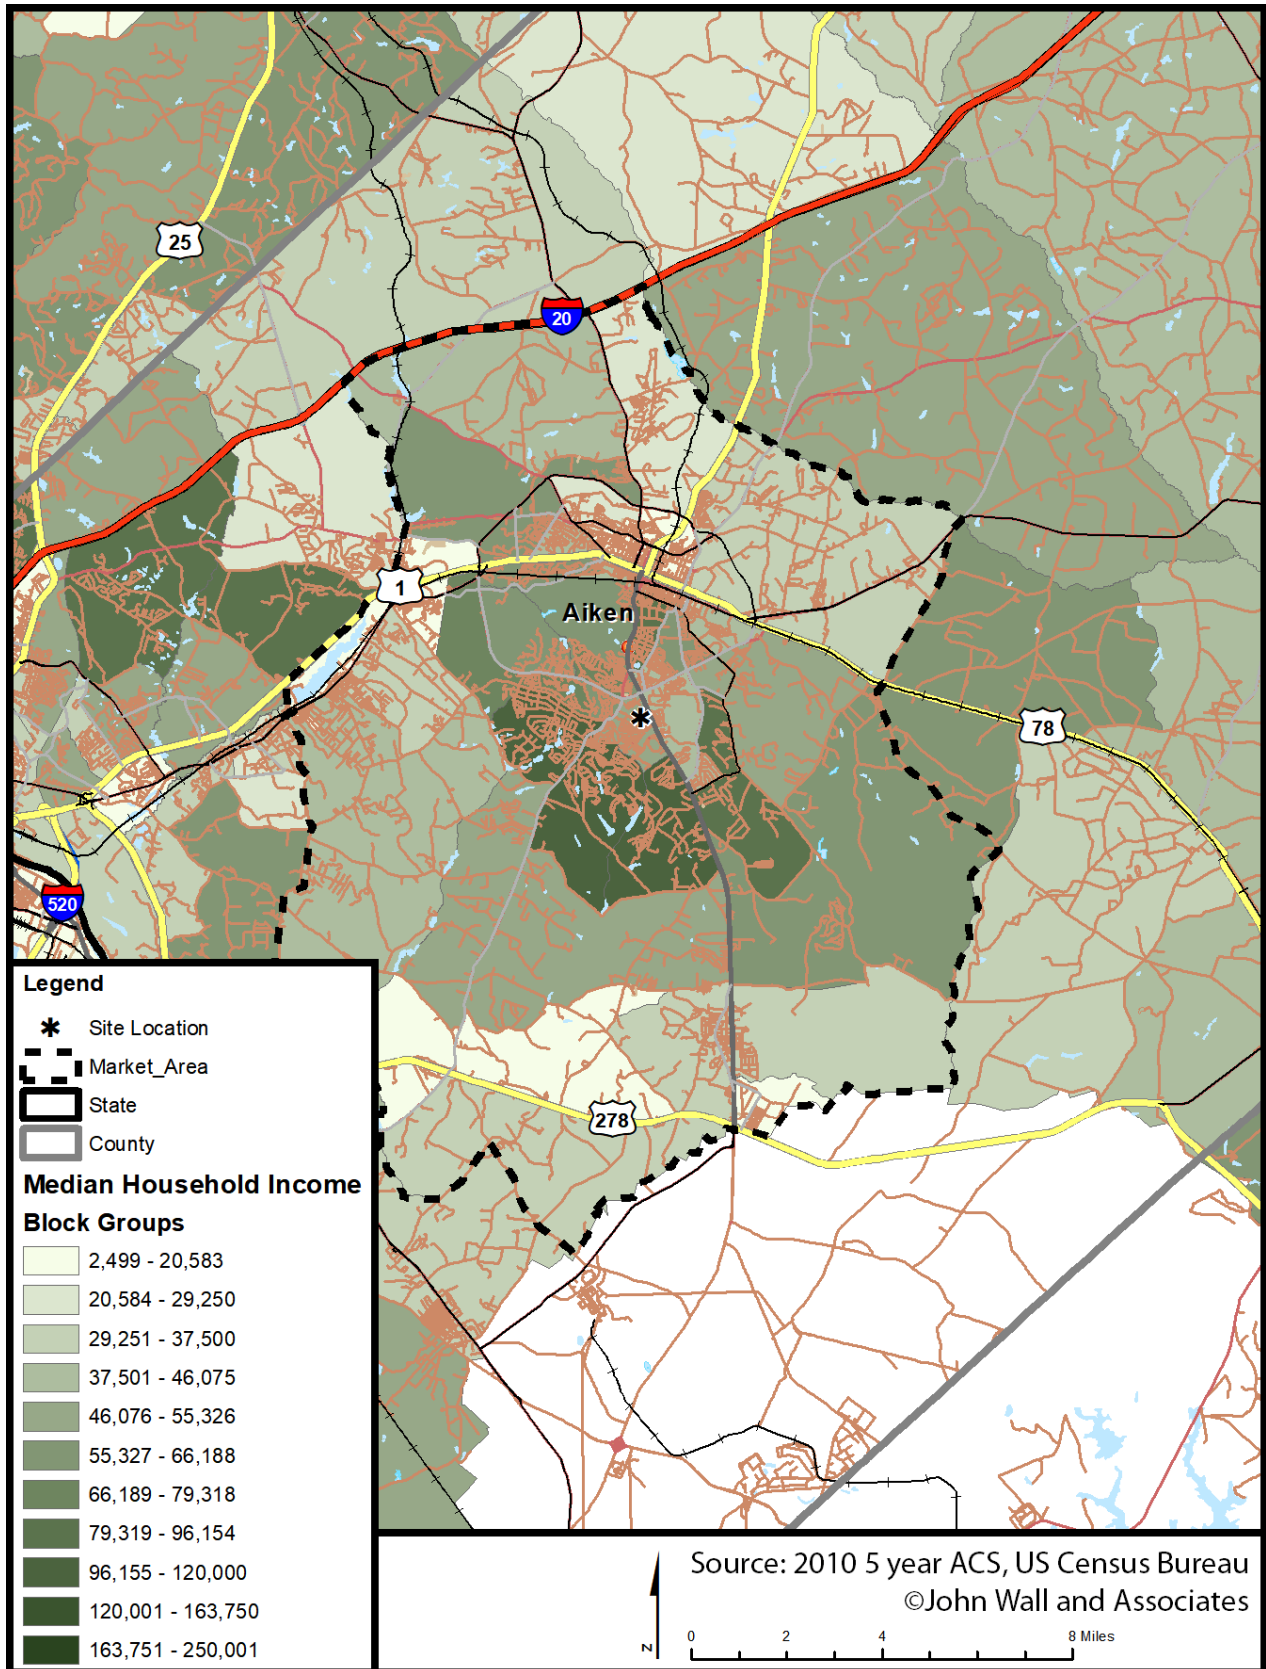 25
20
1
Aiken
78
520
278
Legend
Site Location
Market_Area
State
County
Median Household Income
Block Groups
2,499 - 20,583
20,584 - 29,250
29,251 - 37,500
37,501 - 46,075
46,076 - 55,326
55,327 - 66,188
66,189 - 79,318
79,319 - 96,154
96,155 - 120,000
120,001 - 163,750
163,751 - 250,001
Source: 2010 5 year ACS, US Census Bureau
©John Wall and Associates
N
0 2 4 8 Miles